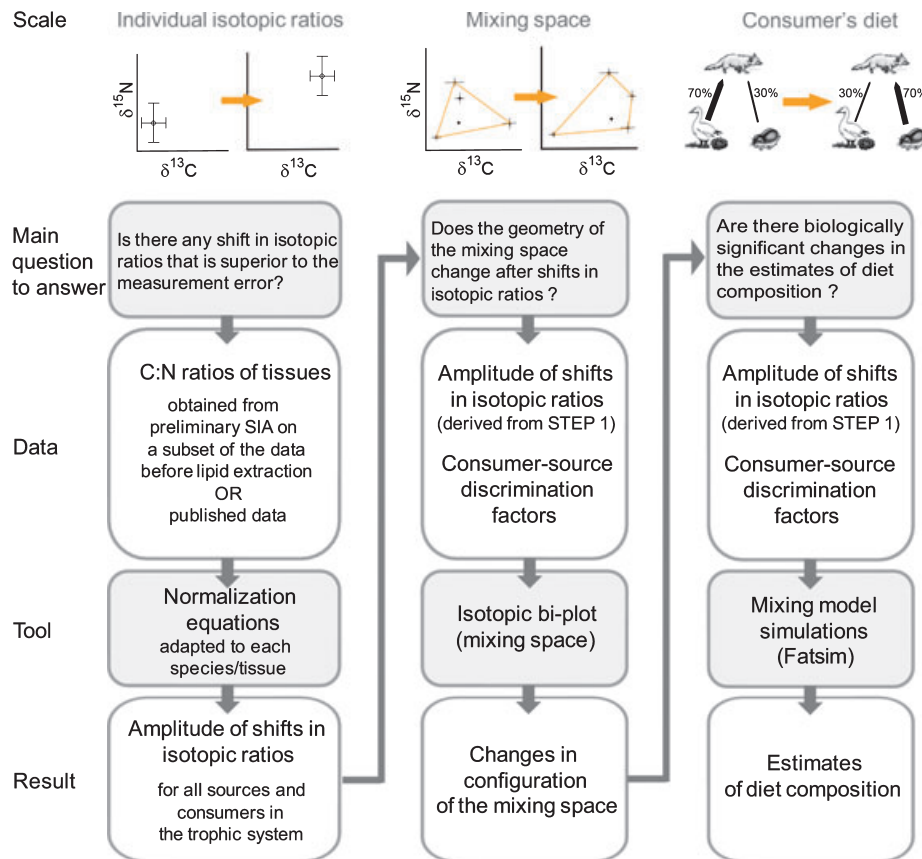 Scale
Individual isotopic ratios
Mixing space
Consumer's diet
δ¹⁵N
δ¹³C
δ¹³C
δ¹⁵N
δ¹³C
δ¹³C
70%
30%
30%
70%
Main
question
to answer
Is there any shift in isotopic
ratios that is superior to the
measurement error?
Does the geometry of
the mixing space
change after shifts in
isotopic ratios ?
Are there biologically
significant changes in
the estimates of diet
composition ?
Data
C:N ratios of tissues
obtained from
preliminary SIA on
a subset of the data
before lipid extraction
OR
published data
Amplitude of shifts
in isotopic ratios
(derived from STEP 1)
Consumer-source
discrimination
factors
Amplitude of shifts
in isotopic ratios
(derived from STEP 1)
Consumer-source
discrimination
factors
Tool
Normalization
equations
adapted to each
species/tissue
Isotopic bi-plot
(mixing space)
Mixing model
simulations
(Fatsim)
Result
Amplitude of shifts in
isotopic ratios
for all sources and
consumers in
the trophic system
Changes in
configuration
of the mixing space
Estimates
of diet composition